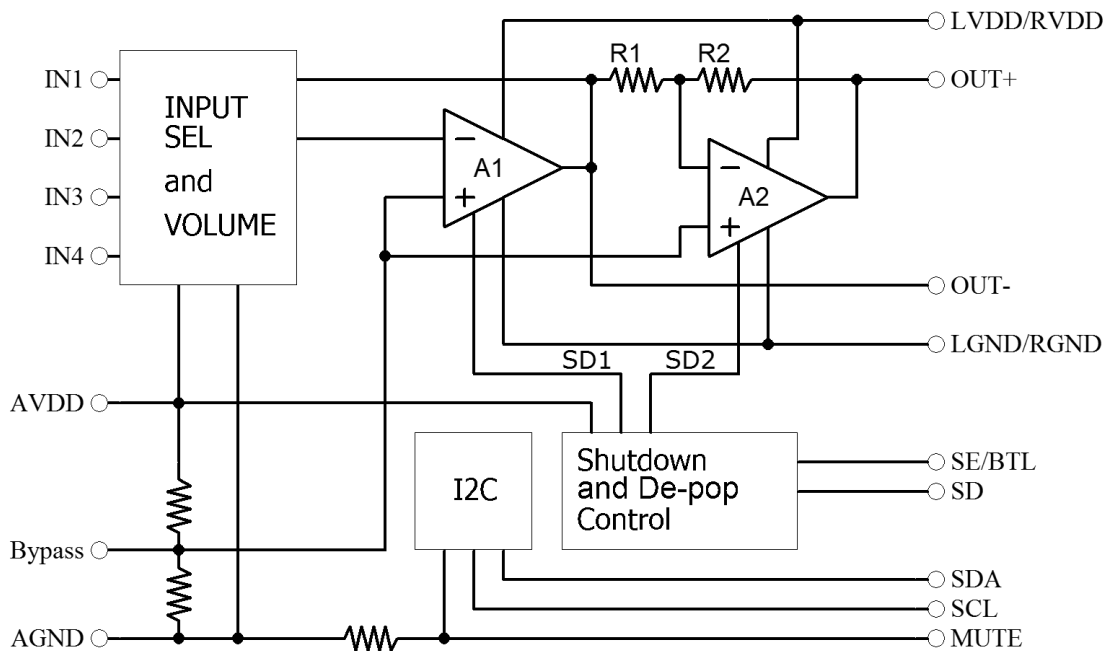 LVDD/RVDD
R1
R2
IN1
OUT+
INPUT
SEL
and
VOLUME
IN2
−
A1
+
−
A2
+
IN3
IN4
OUT-
LGND/RGND
SD1
SD2
AVDD
I2C
Shutdown
and De-pop
Control
SE/BTL
SD
Bypass
SDA
SCL
AGND
MUTE